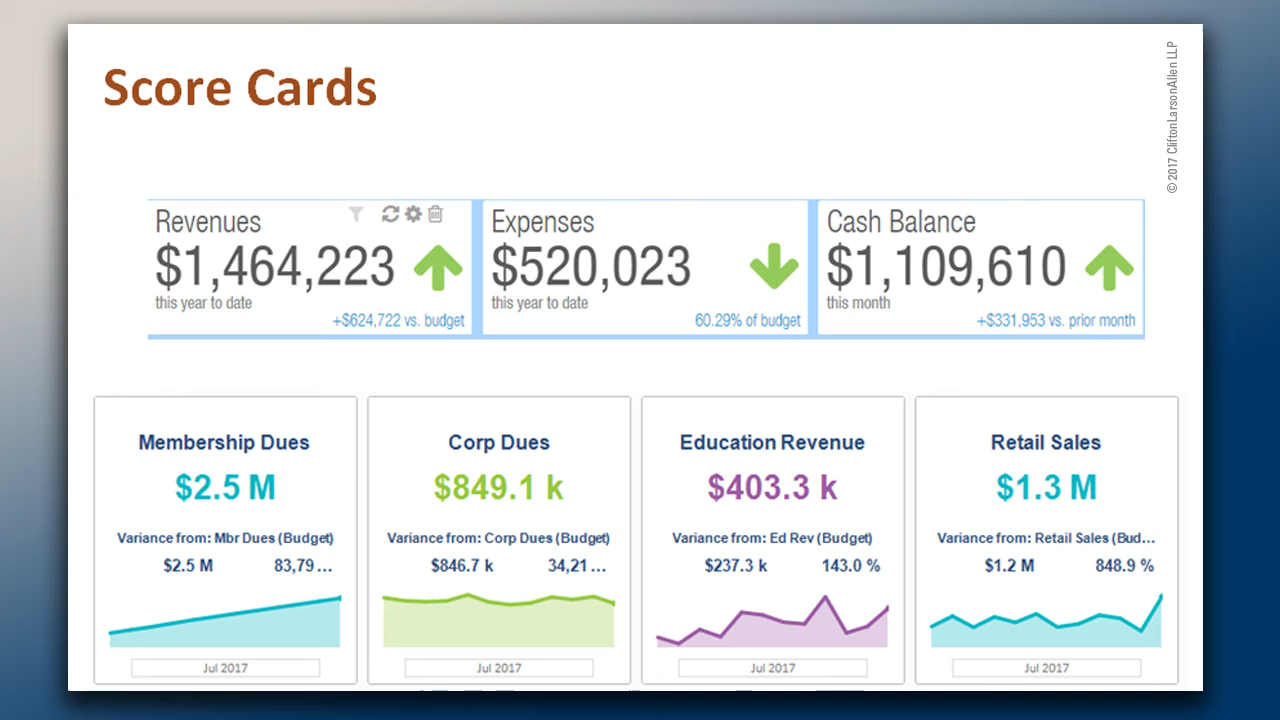 Score Cards
© 2017 CliftonLarsonAllen LLP
Revenues
$1,464,223
this year to date
+$624,722 vs. budget
Expenses
$520,023
this year to date
60.29% of budget
Cash Balance
$1,109,610
this month
+$331,953 vs. prior month
Membership Dues
$2.5 M
Variance from: Mbr Dues (Budget)
$2.5 M 83,79...
Jul 2017
Corp Dues
$849.1 k
Variance from: Corp Dues (Budget)
$846.7 k 34,21...
Jul 2017
Education Revenue
$403.3 k
Variance from: Ed Rev (Budget)
$237.3 k 143.0 %
Jul 2017
Retail Sales
$1.3 M
Variance from: Retail Sales (Bud...
$1.2 M 848.9 %
Jul 2017